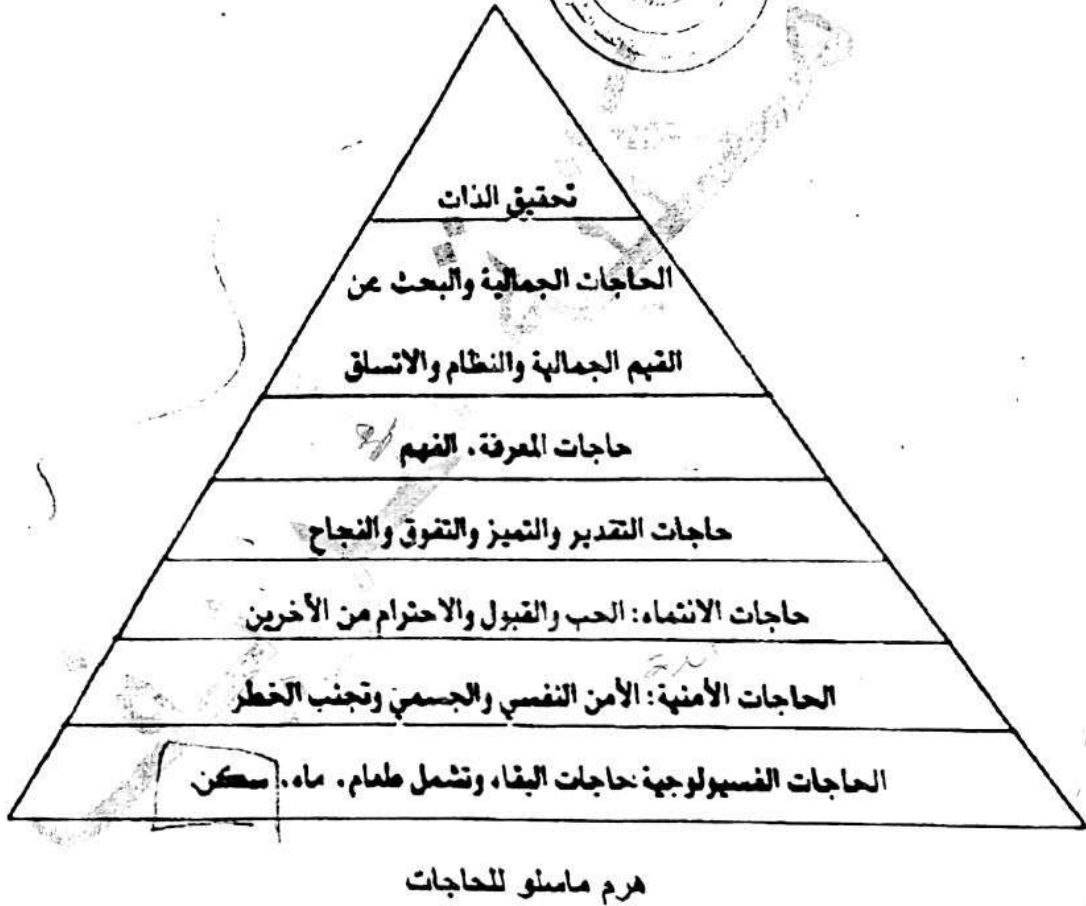 تحقيق الذات
الحاجات الجمالية والبحث عن
القيم الجمالية والنظام والاتساق
حاجات المعرفة، الفهم
حاجات التقدير والتميز والتفوق والنجاح
حاجات الانتماء: الحب والقبول والاحترام من الآخرين
الحاجات الأمنية: الأمن النفسي والجسمي وتجنب الخطر
الحاجات الفسيولوجية: حاجات البقاء وتشمل طعام، ماء، سكن
هرم ماسلو للحاجات